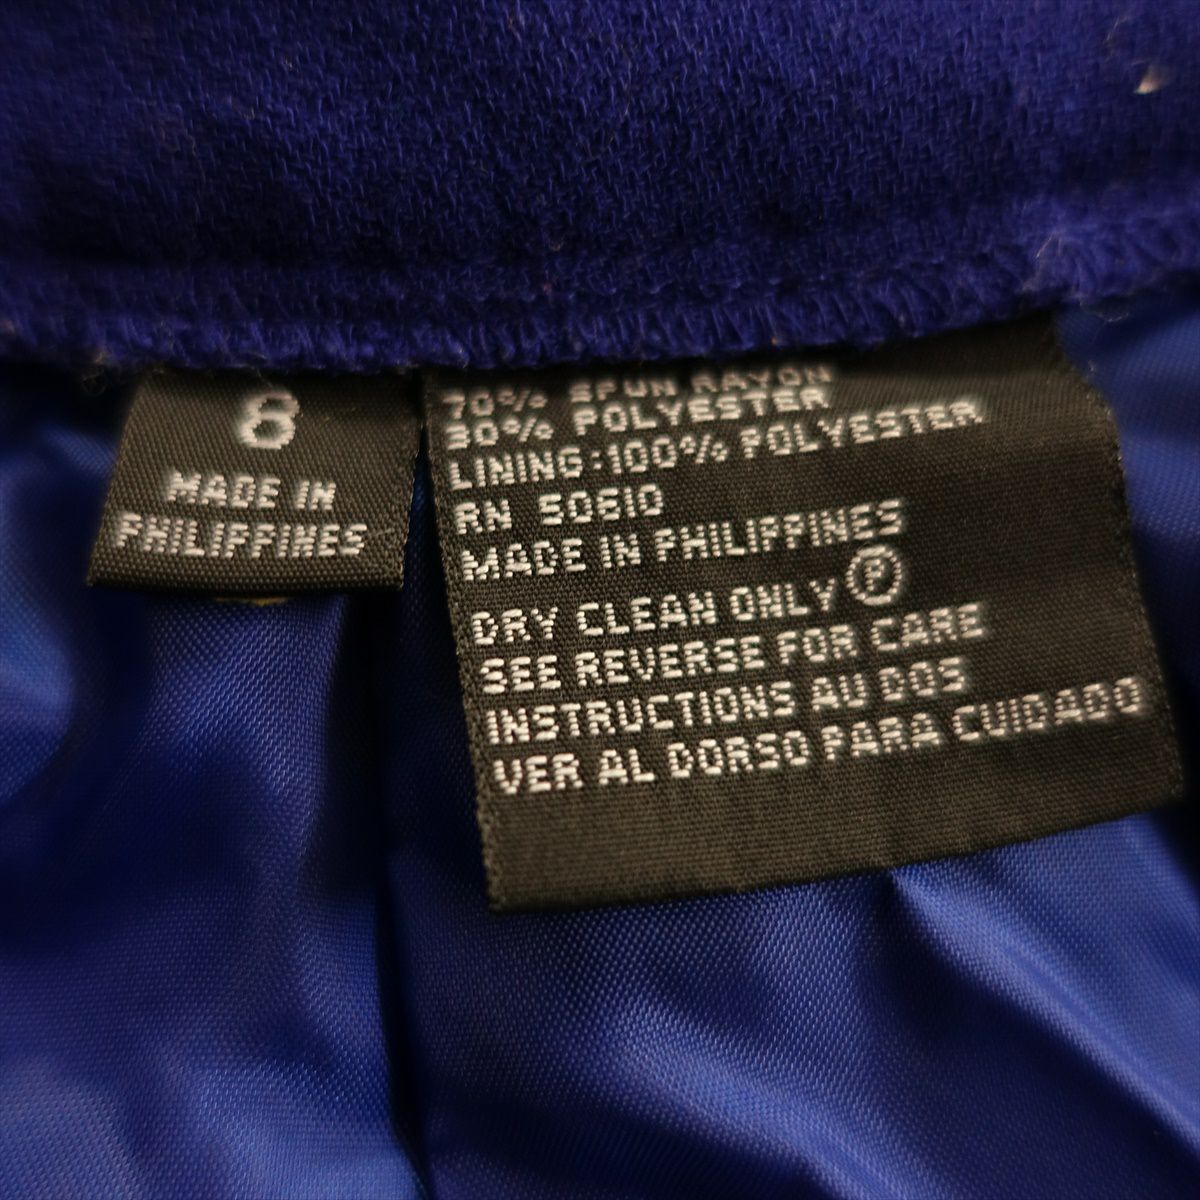 8
MADE IN
PHILIPPINES
70% SPUN RAYON
30% POLYESTER
LINING:100% POLYESTER
RN 50610
MADE IN PHILIPPINES
DRY CLEAN ONLY Ⓟ
SEE REVERSE FOR CARE
INSTRUCTIONS AU DOS
VER AL DORSO PARA CUIDADO